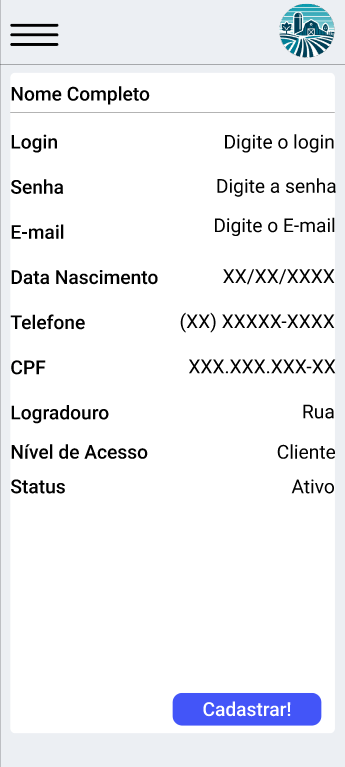 Nome Completo
Login Digite o login
Senha Digite a senha
E-mail Digite o E-mail
Data Nascimento XX/XX/XXXX
Telefone (XX) XXXXX-XXXX
CPF XXX.XXX.XXX-XX
Logradouro Rua
Nível de Acesso Cliente
Status Ativo
Cadastrar!